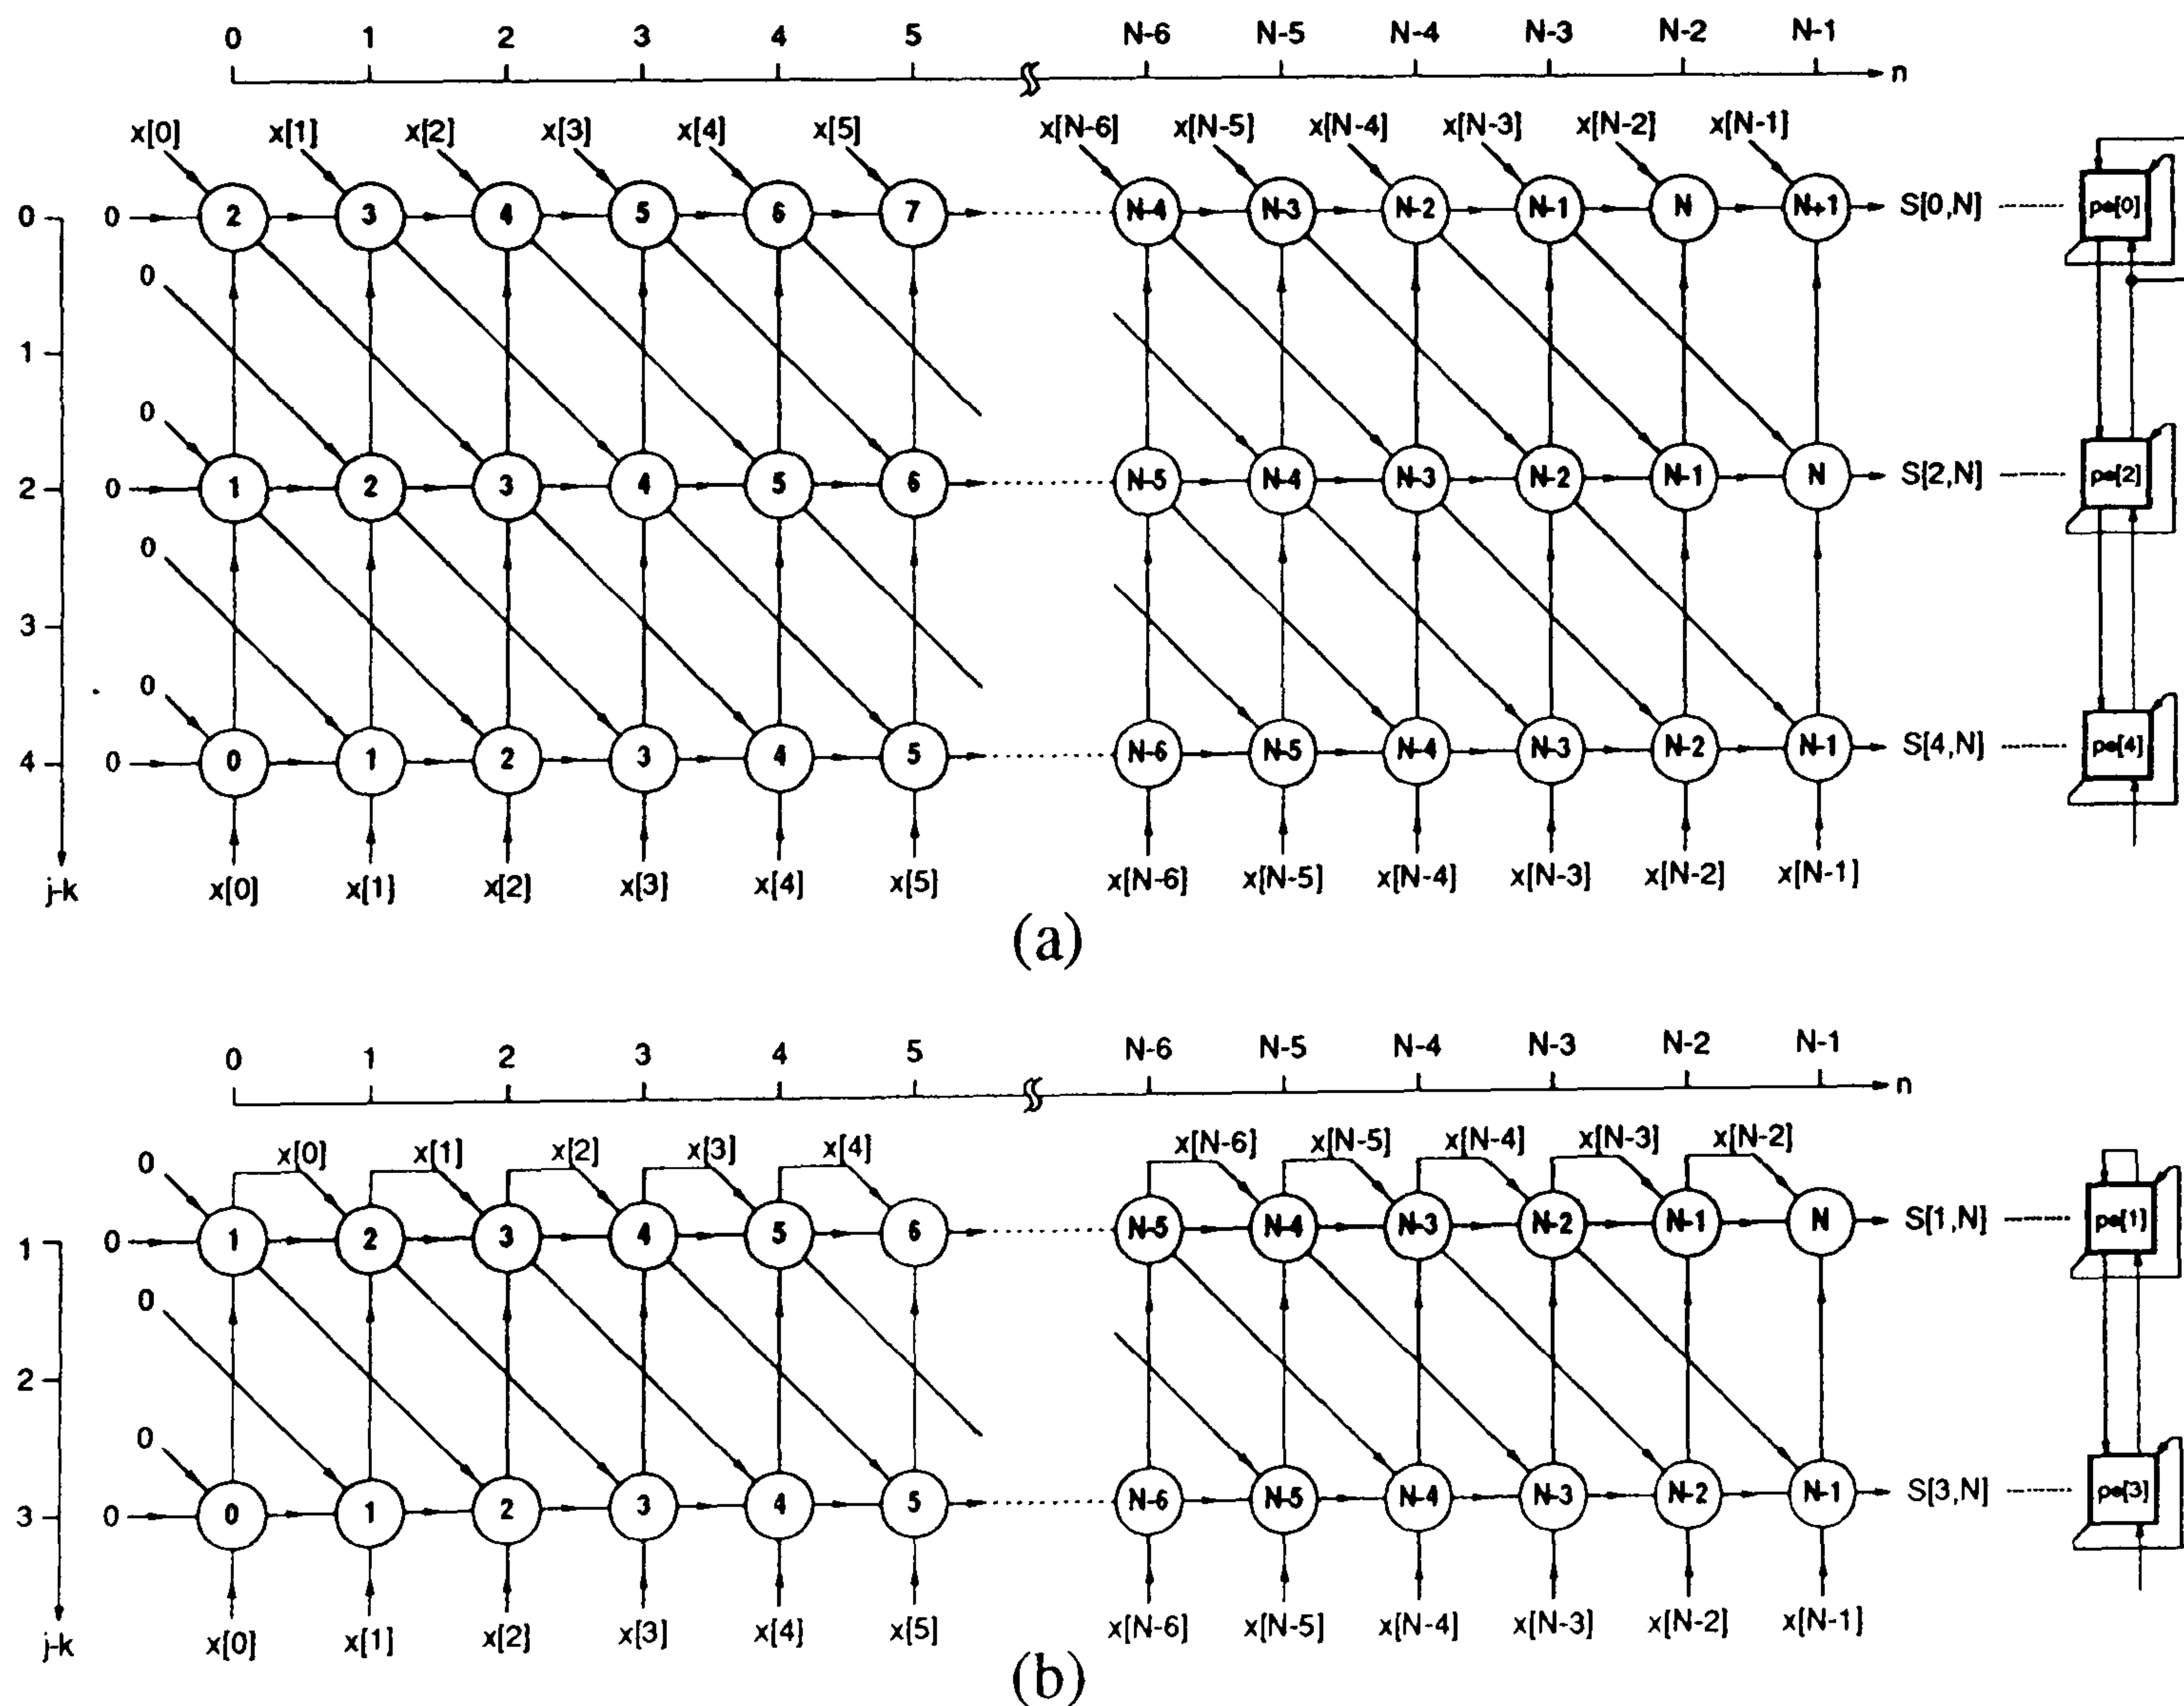 0 1 2 3 4 5 N-6 N-5 N-4 N-3 N-2 N-1 n
x[0] x[1] x[2] x[3] x[4] x[5] x[N-6] x[N-5] x[N-4] x[N-3] x[N-2] x[N-1]
0 0 2 3 4 5 6 7 N-4 N-3 N-2 N-1 N N+1 S[0,N] pe[0]
0
1
0
2 0 1 2 3 4 5 6 N-5 N-4 N-3 N-2 N-1 N S[2,N] pe[2]
0
3
0
4 0 0 1 2 3 4 5 N-6 N-5 N-4 N-3 N-2 N-1 S[4,N] pe[4]
j-k x[0] x[1] x[2] x[3] x[4] x[5] x[N-6] x[N-5] x[N-4] x[N-3] x[N-2] x[N-1]
(a)
0 1 2 3 4 5 N-6 N-5 N-4 N-3 N-2 N-1 n
0 x[0] x[1] x[2] x[3] x[4] x[N-6] x[N-5] x[N-4] x[N-3] x[N-2]
1 0 1 2 3 4 5 6 N-5 N-4 N-3 N-2 N-1 N S[1,N] pe[1]
0
2
0
3 0 0 1 2 3 4 5 N-6 N-5 N-4 N-3 N-2 N-1 S[3,N] pe[3]
j-k x[0] x[1] x[2] x[3] x[4] x[5] x[N-6] x[N-5] x[N-4] x[N-3] x[N-2] x[N-1]
(b)